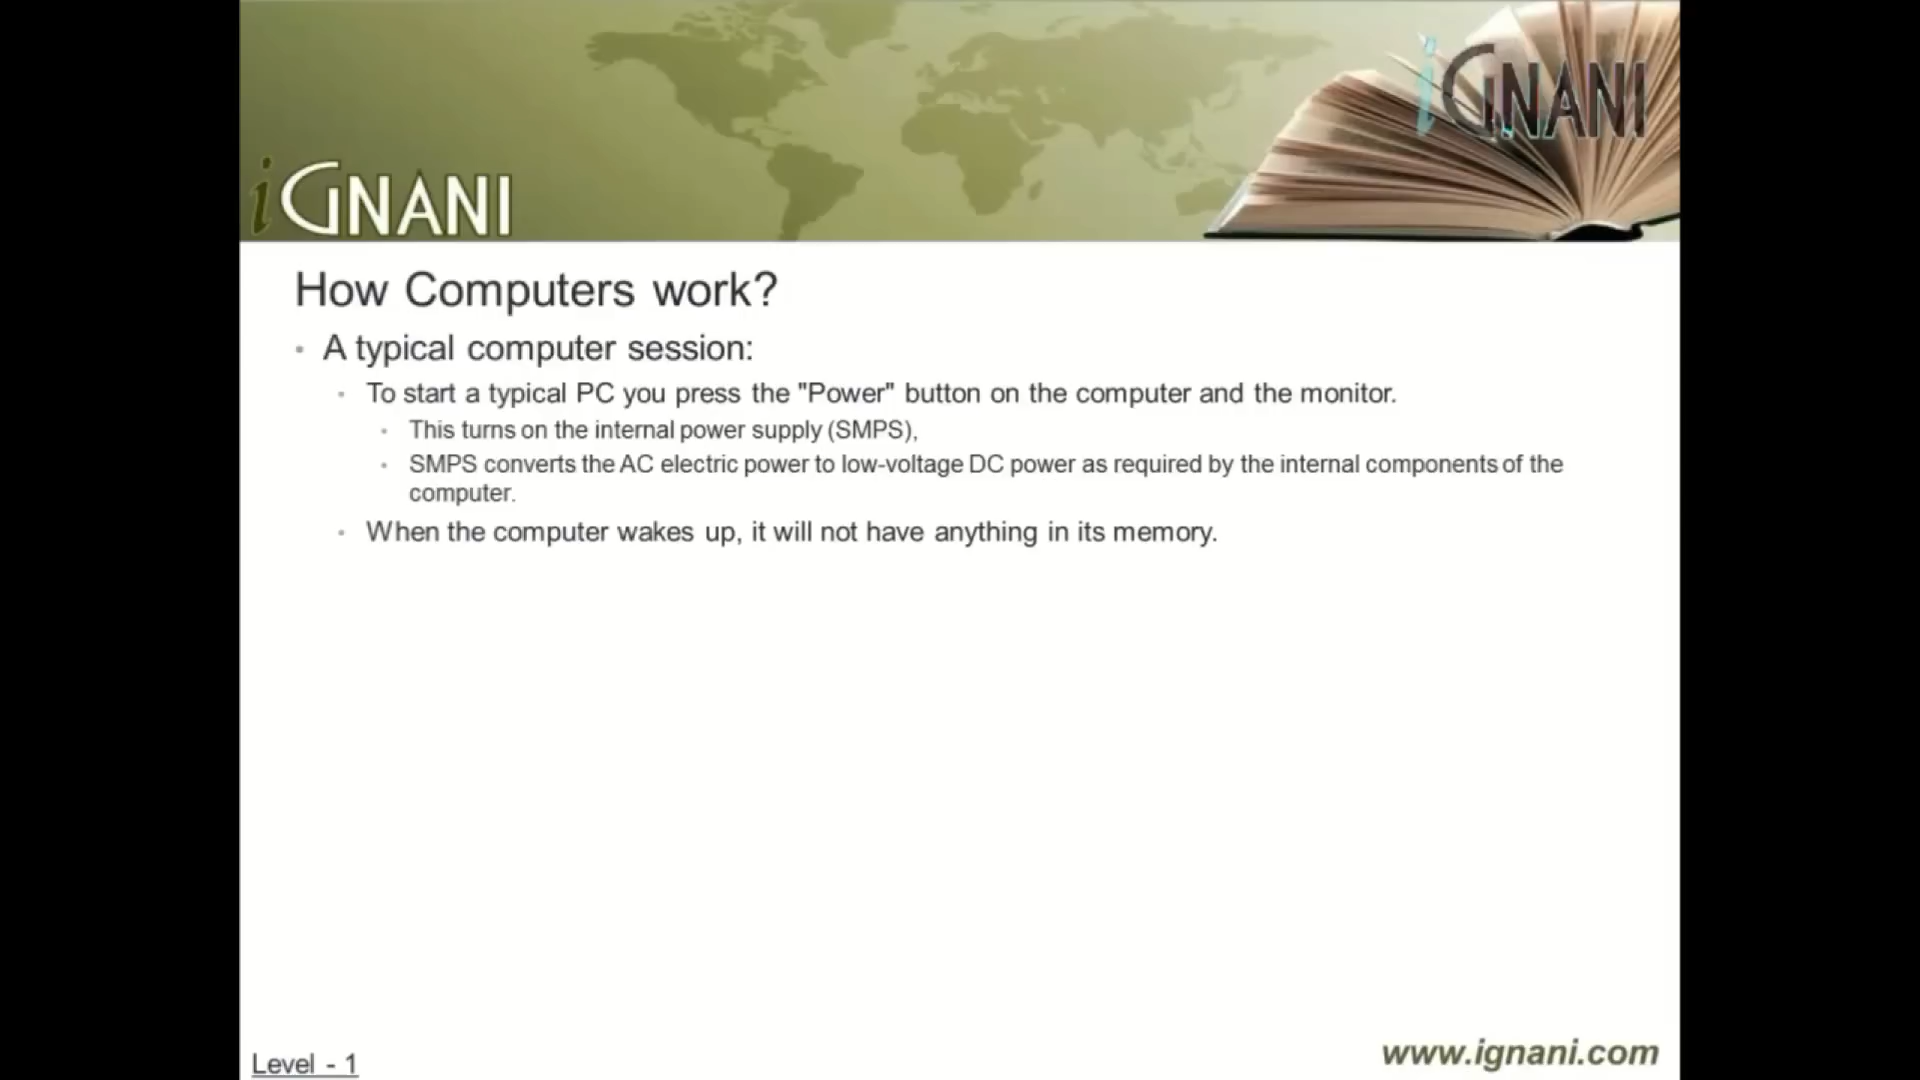 iGNANI
iGNANI
How Computers work?
• A typical computer session:
• To start a typical PC you press the "Power" button on the computer and the monitor.
• This turns on the internal power supply (SMPS),
• SMPS converts the AC electric power to low-voltage DC power as required by the internal components of the
computer.
• When the computer wakes up, it will not have anything in its memory.
Level - 1
www.ignani.com